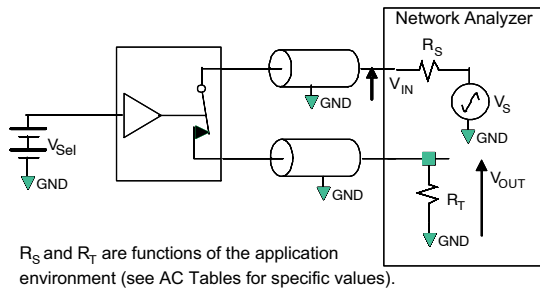 Network Analyzer
R_S
V_IN
GND
V_S
GND
V_Sel
GND
GND
V_OUT
R_T
GND
R_S and R_T are functions of the application
environment (see AC Tables for specific values).